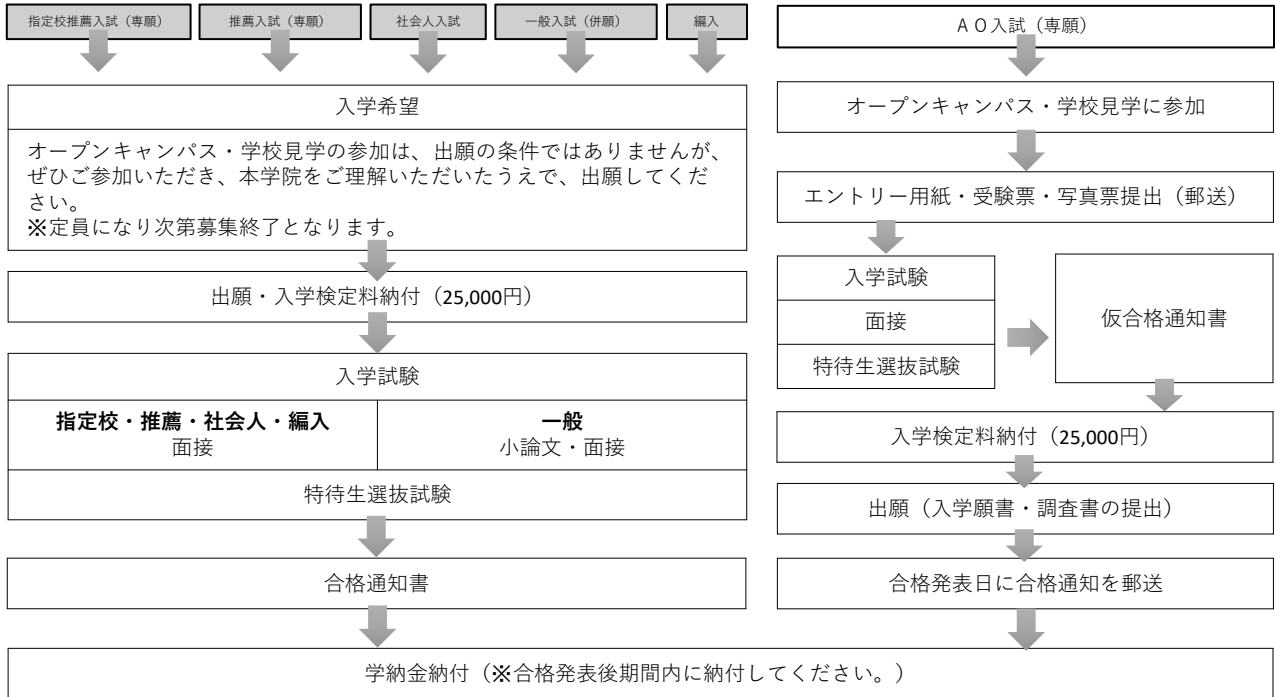 指定校推薦入試（専願）
推薦入試（専願）
社会人入試
一般入試（併願）
編入
入学希望
オープンキャンパス・学校見学の参加は、出願の条件ではありませんが、
ぜひご参加いただき、本学院をご理解いただいたうえで、出願してくだ
さい。
※定員になり次第募集終了となります。
出願・入学検定料納付（25,000円）
入学試験
指定校・推薦・社会人・編入
面接
一般
小論文・面接
特待生選抜試験
合格通知書
ＡＯ入試（専願）
オープンキャンパス・学校見学に参加
エントリー用紙・受験票・写真票提出（郵送）
入学試験
面接
特待生選抜試験
仮合格通知書
入学検定料納付（25,000円）
出願（入学願書・調査書の提出）
合格発表日に合格通知を郵送
学納金納付（※合格発表後期間内に納付してください。）